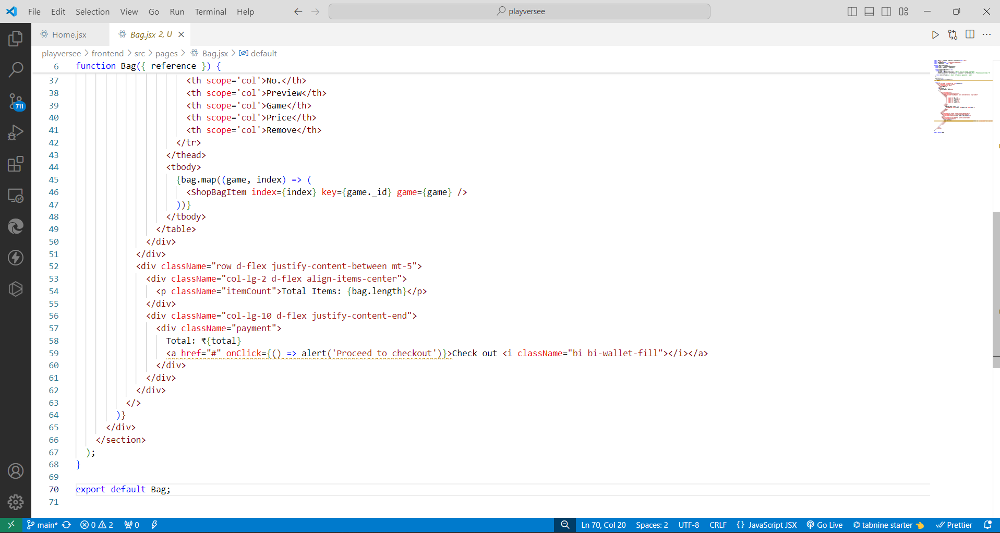 File Edit Selection View Go Run Terminal Help playversee
Home.jsx Bag.jsx 2, U
playversee > frontend > src > pages > Bag.jsx > default
6 function Bag({ reference }) {
37 <th scope='col'>No.</th>
38 <th scope='col'>Preview</th>
39 <th scope='col'>Game</th>
40 <th scope='col'>Price</th>
41 <th scope='col'>Remove</th>
42 </tr>
43 </thead>
44 <tbody>
45 {bag.map((game, index) => (
46 <ShopBagItem index={index} key={game._id} game={game} />
47 ))}
48 </tbody>
49 </table>
50 </div>
51 </div>
52 <div className="row d-flex justify-content-between mt-5">
53 <div className="col-lg-2 d-flex align-items-center">
54 <p className="itemCount">Total Items: {bag.length}</p>
55 </div>
56 <div className="col-lg-10 d-flex justify-content-end">
57 <div className="payment">
58 Total: ₹{total}
59 <a href="#" onClick={() => alert('Proceed to checkout')}>Check out <i className="bi bi-wallet-fill"></i></a>
60 </div>
61 </div>
62 </div>
63 </>
64 )}
65 </div>
66 </section>
67 );
68 }
69
70 export default Bag;
71
711
main* 0 2 0 Ln 70, Col 20 Spaces: 2 UTF-8 CRLF {} JavaScript JSX Go Live tabnine starter Prettier